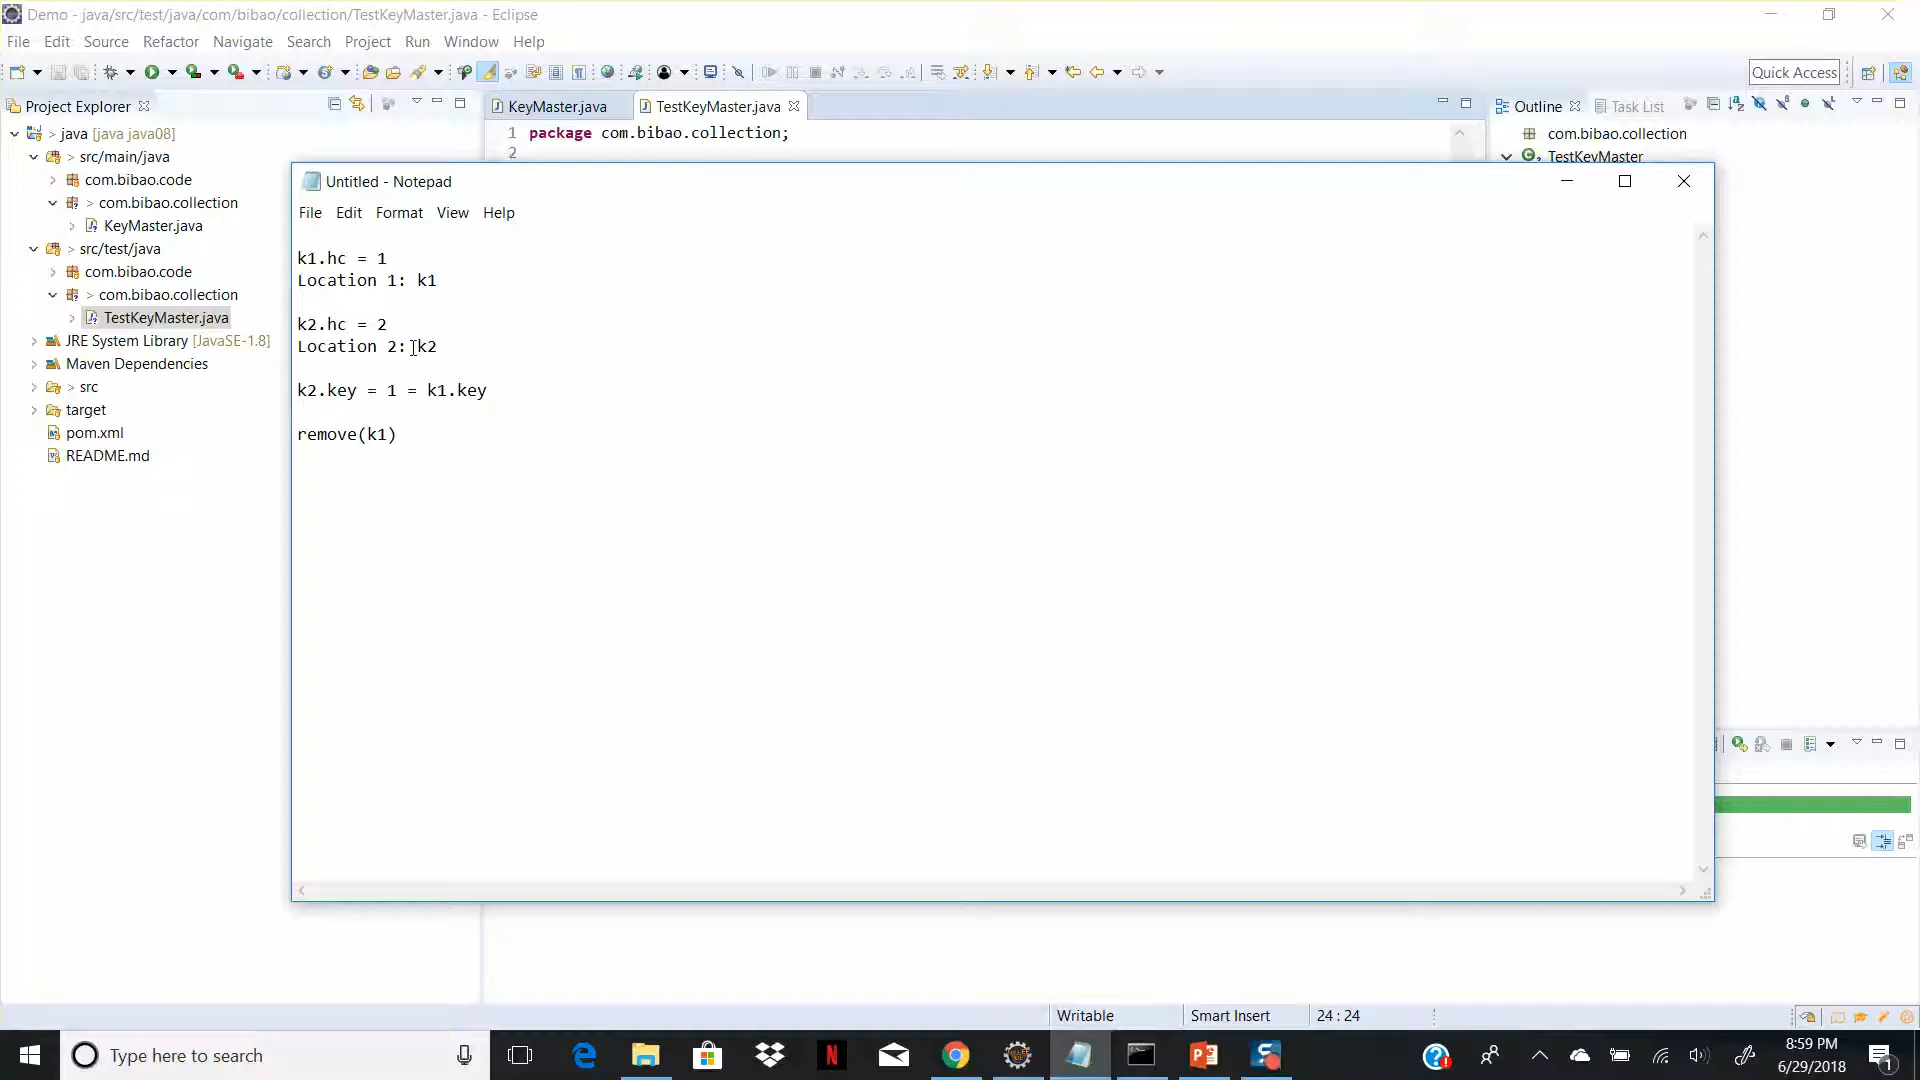 Demo - java/src/test/java/com/bibao/collection/TestKeyMaster.java - Eclipse
File Edit Source Refactor Navigate Search Project Run Window Help
Quick Access
Project Explorer
KeyMaster.java
TestKeyMaster.java
Outline
Task List
java [java java08]
1 package com.bibao.collection;
com.bibao.collection
> src/main/java
2
TestKeyMaster
com.bibao.code
> com.bibao.collection
KeyMaster.java
> src/test/java
com.bibao.code
> com.bibao.collection
TestKeyMaster.java
JRE System Library [JavaSE-1.8]
Maven Dependencies
> src
target
pom.xml
README.md
Untitled - Notepad
File Edit Format View Help
k1.hc = 1
Location 1: k1
k2.hc = 2
Location 2: k2
k2.key = 1 = k1.key
remove(k1)
Writable
Smart Insert
24 : 24
Type here to search
8:59 PM
6/29/2018
1